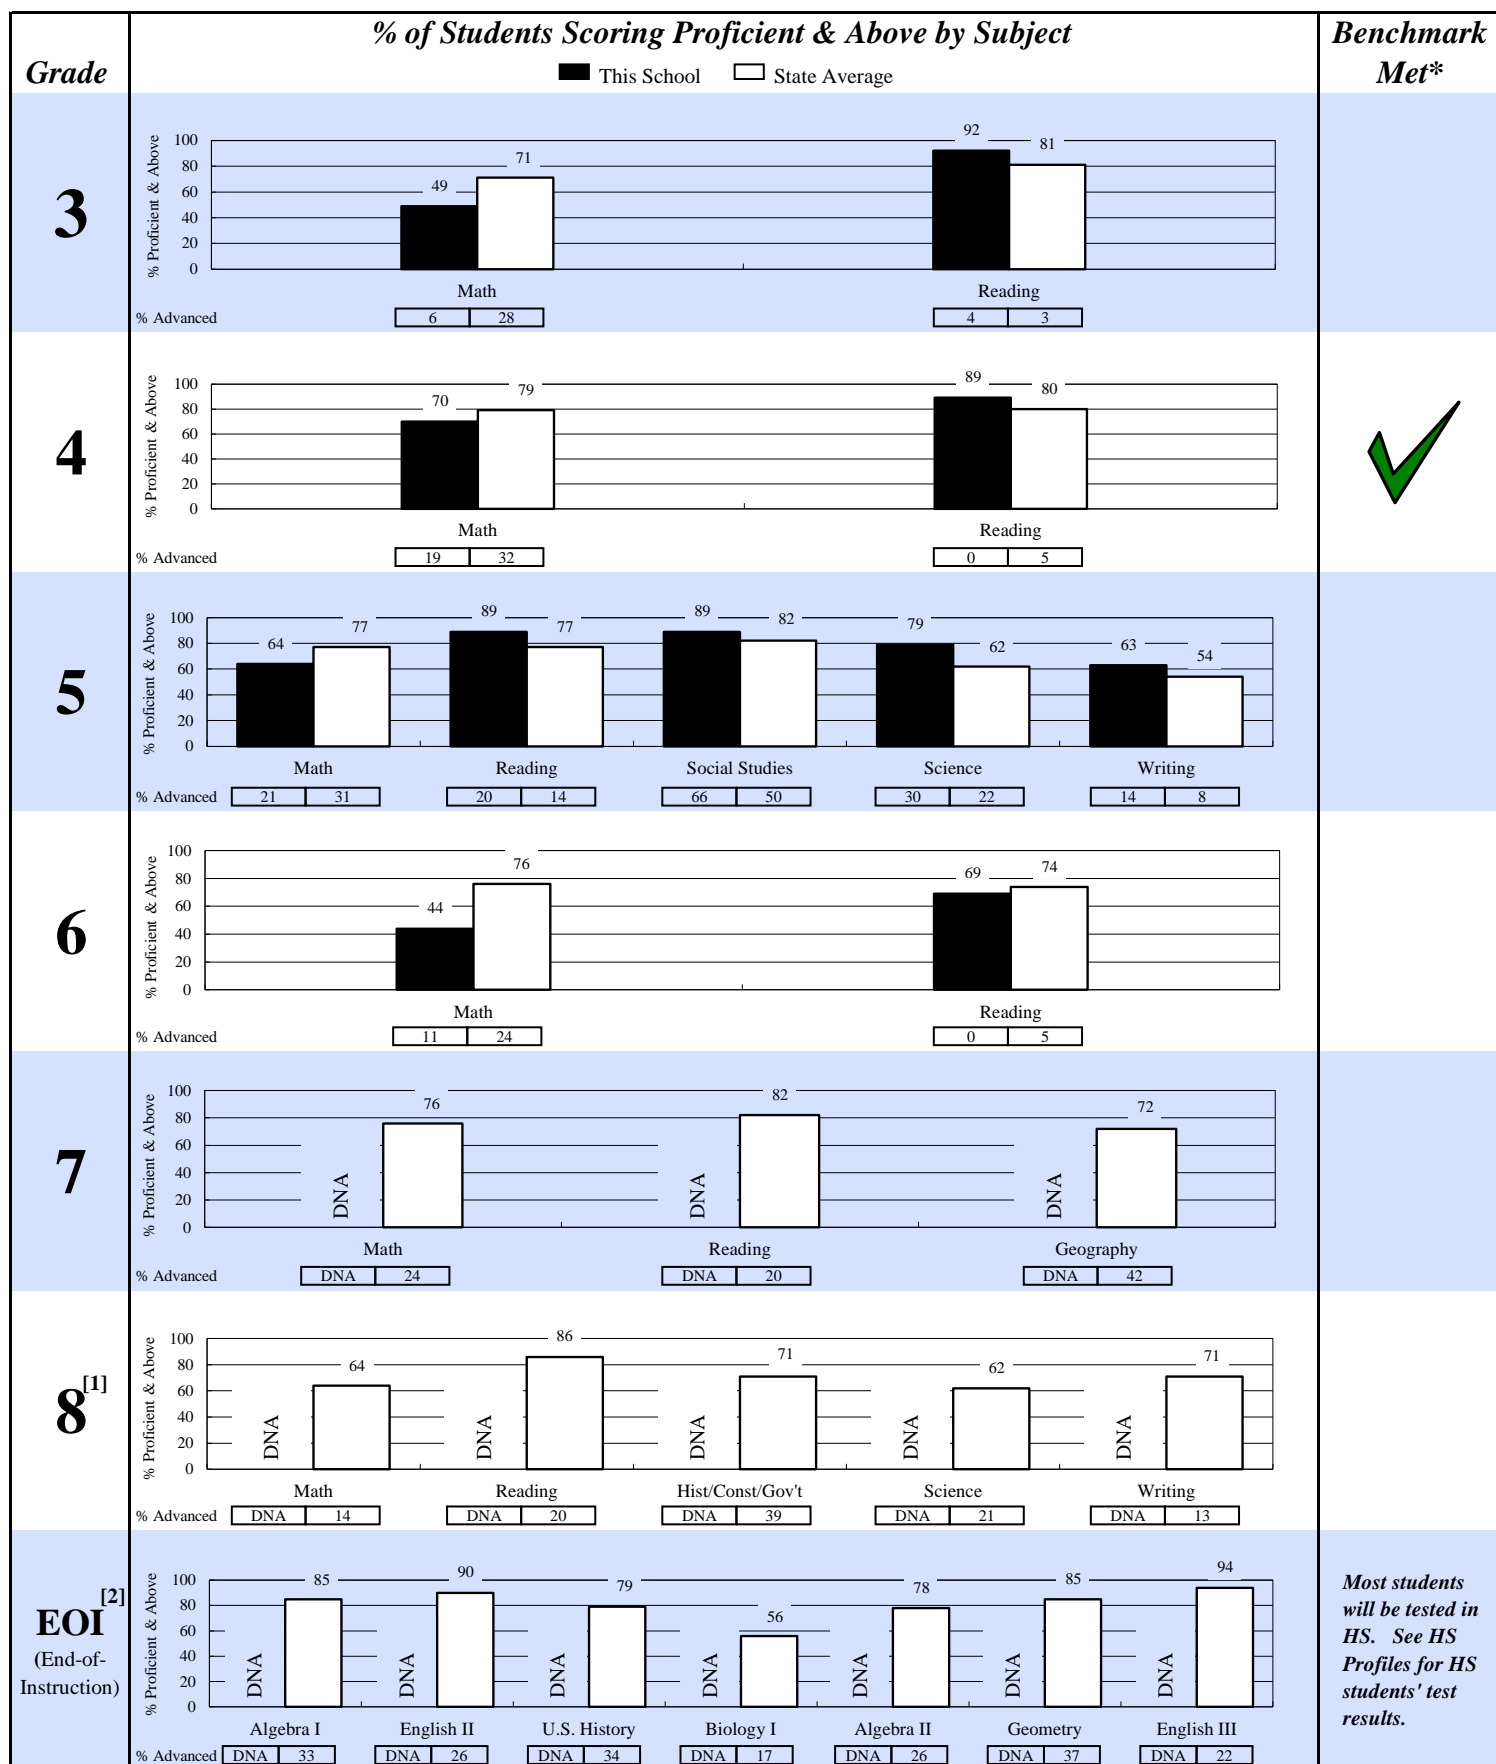 % of Students Scoring Proficient & Above by Subject
Benchmark
Met*
Grade
This School
State Average
3
% Proficient & Above
100
80
60
40
20
0
49
71
92
81
Math
Reading
% Advanced
6
28
4
3
4
% Proficient & Above
100
80
60
40
20
0
70
79
89
80
Math
Reading
% Advanced
19
32
0
5
5
% Proficient & Above
100
80
60
40
20
0
64
77
89
77
89
82
79
62
63
54
Math
Reading
Social Studies
Science
Writing
% Advanced
21
31
20
14
66
50
30
22
14
8
6
% Proficient & Above
100
80
60
40
20
0
44
76
69
74
Math
Reading
% Advanced
11
24
0
5
7
% Proficient & Above
100
80
60
40
20
0
DNA
76
DNA
82
DNA
72
Math
Reading
Geography
% Advanced
DNA
24
DNA
20
DNA
42
8[1]
% Proficient & Above
100
80
60
40
20
0
DNA
64
DNA
86
DNA
71
DNA
62
DNA
71
Math
Reading
Hist/Const/Gov't
Science
Writing
% Advanced
DNA
14
DNA
20
DNA
39
DNA
21
DNA
13
EOI[2]
(End-of-
Instruction)
% Proficient & Above
100
80
60
40
20
0
DNA
85
DNA
90
DNA
79
DNA
56
DNA
78
DNA
85
DNA
94
Algebra I
English II
U.S. History
Biology I
Algebra II
Geometry
English III
% Advanced
DNA
33
DNA
26
DNA
34
DNA
17
DNA
26
DNA
37
DNA
22
Most students
will be tested in
HS. See HS
Profiles for HS
students' test
results.